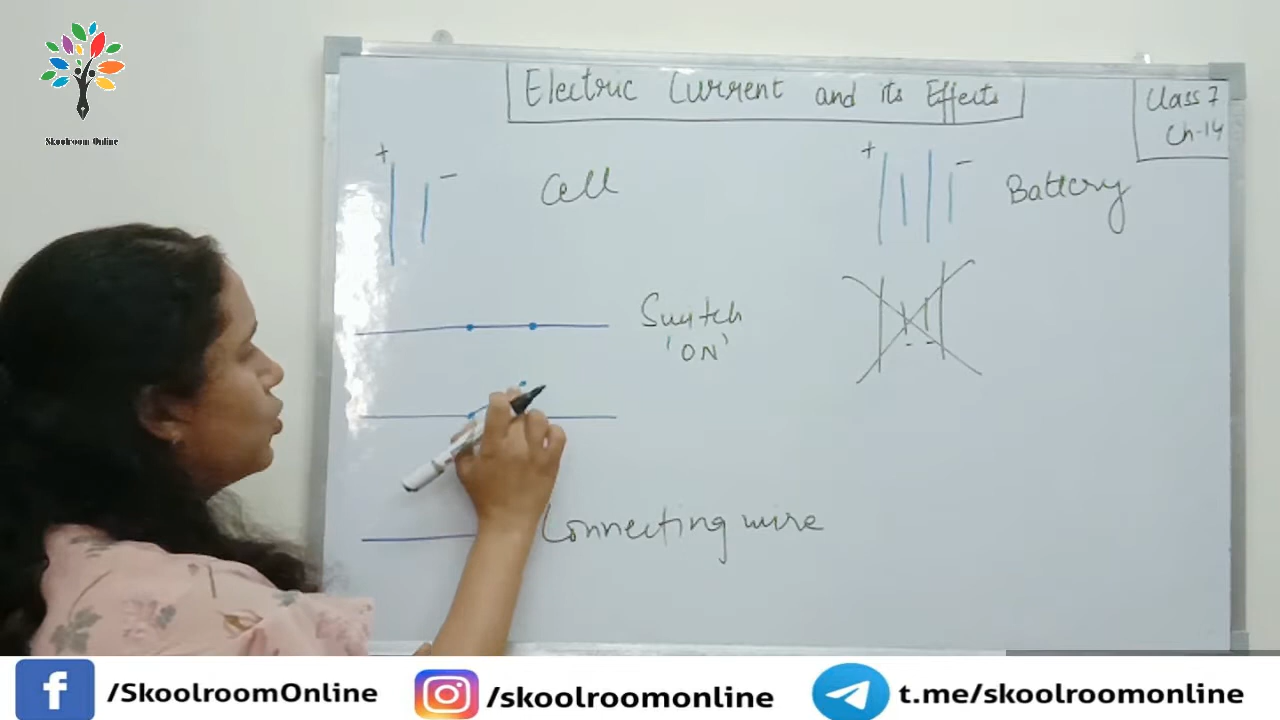 Skoolroom Online
Electric Current and its Effects
Class 7
Ch-14
+
-
Cell
+
-
Battery
Switch
'ON'
Connecting wire
f /SkoolroomOnline
/skoolroomonline
t.me/skoolroomonline